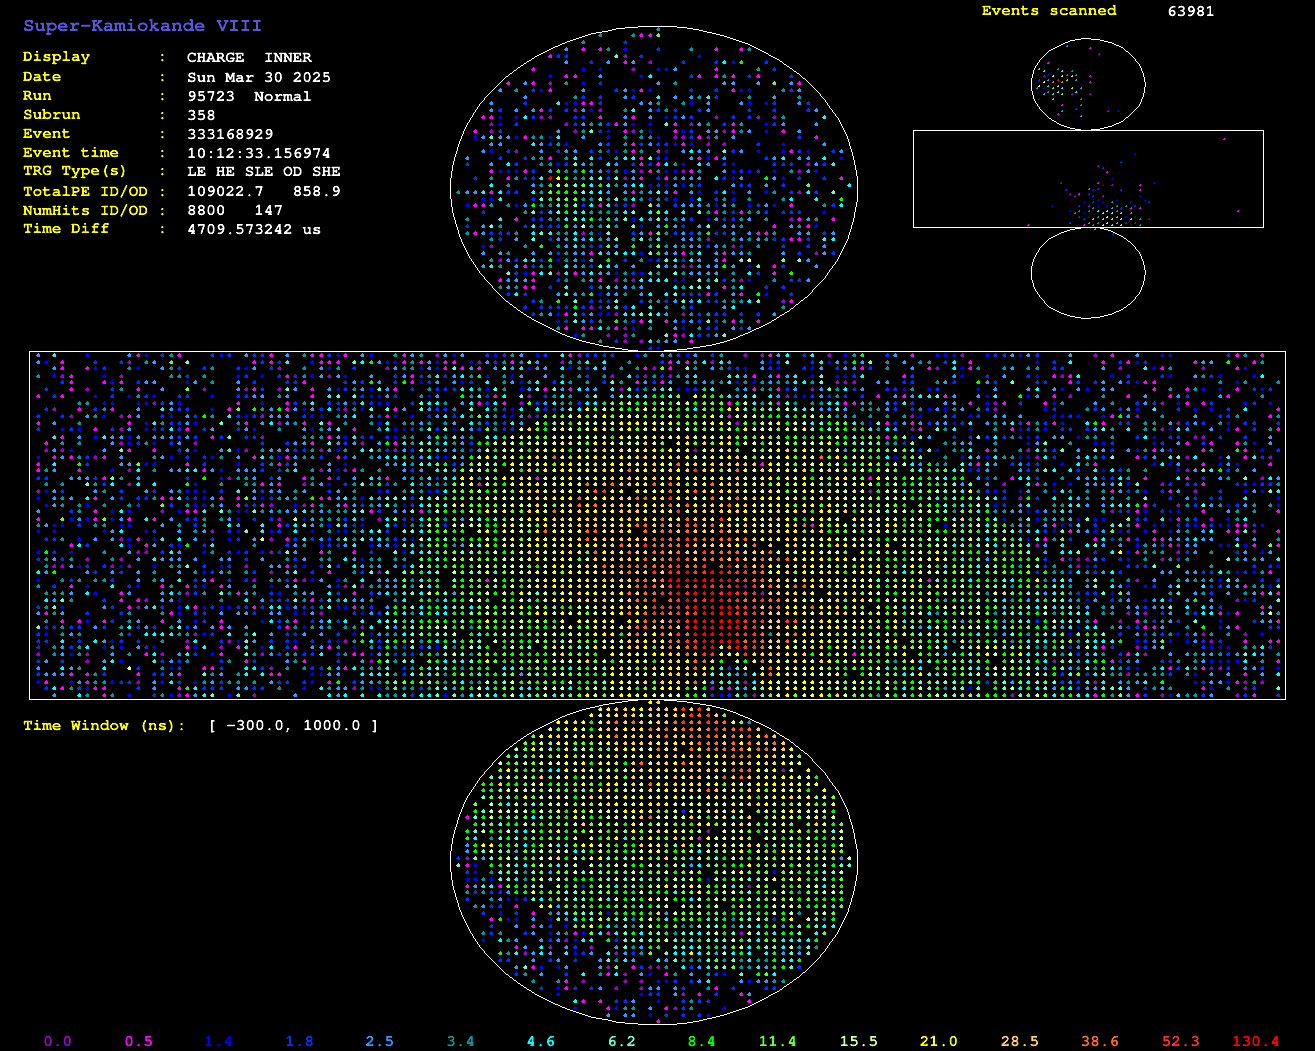 Super-Kamiokande VIII
Events scanned 63981
Display : CHARGE INNER
Date : Sun Mar 30 2025
Run : 95723 Normal
Subrun : 358
Event : 333168929
Event time : 10:12:33.156974
TRG Type(s) : LE HE SLE OD SHE
TotalPE ID/OD : 109022.7 858.9
NumHits ID/OD : 8800 147
Time Diff : 4709.573242 us
Time Window (ns): [ -300.0, 1000.0 ]
0.0 0.5 1.4 1.8 2.5 3.4 4.6 6.2 8.4 11.4 15.5 21.0 28.5 38.6 52.3 130.4